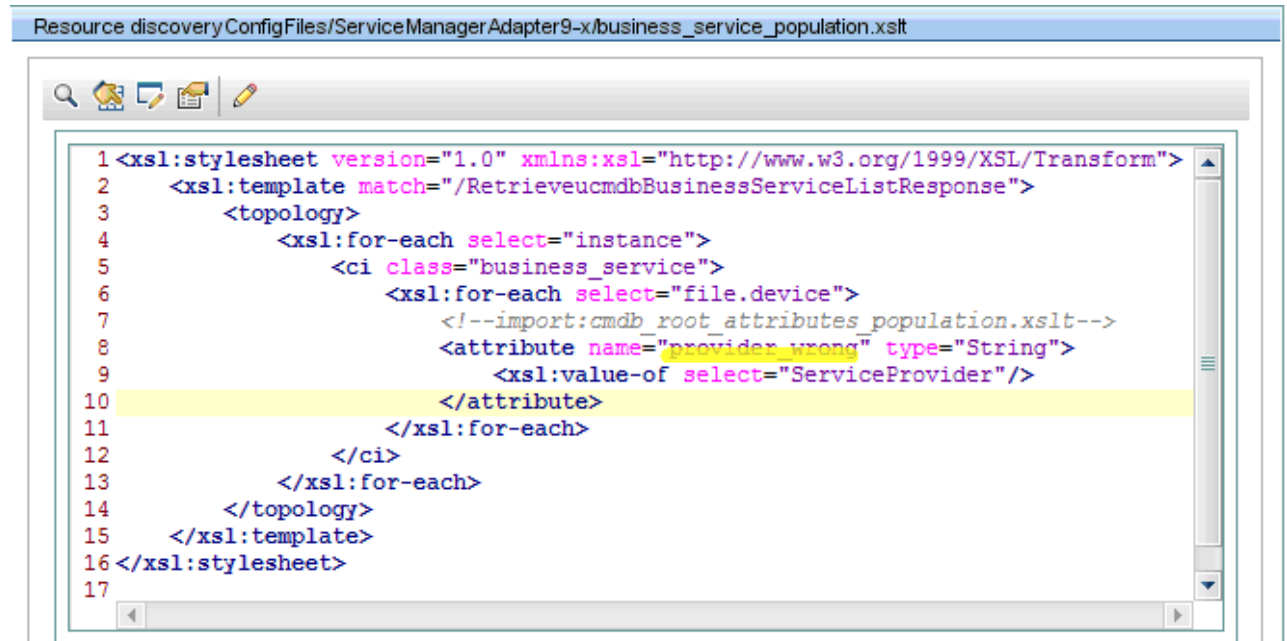 Resource discoveryConfigFiles/ServiceManagerAdapter9-x/business_service_population.xslt
1 <xsl:stylesheet version="1.0" xmlns:xsl="http://www.w3.org/1999/XSL/Transform">
2 <xsl:template match="/RetrieveucmdbBusinessServiceListResponse">
3 <topology>
4 <xsl:for-each select="instance">
5 <ci class="business_service">
6 <xsl:for-each select="file.device">
7 <!--import:cmdb_root_attributes_population.xslt-->
8 <attribute name="provider_wrong" type="String">
9 <xsl:value-of select="ServiceProvider"/>
10 </attribute>
11 </xsl:for-each>
12 </ci>
13 </xsl:for-each>
14 </topology>
15 </xsl:template>
16 </xsl:stylesheet>
17